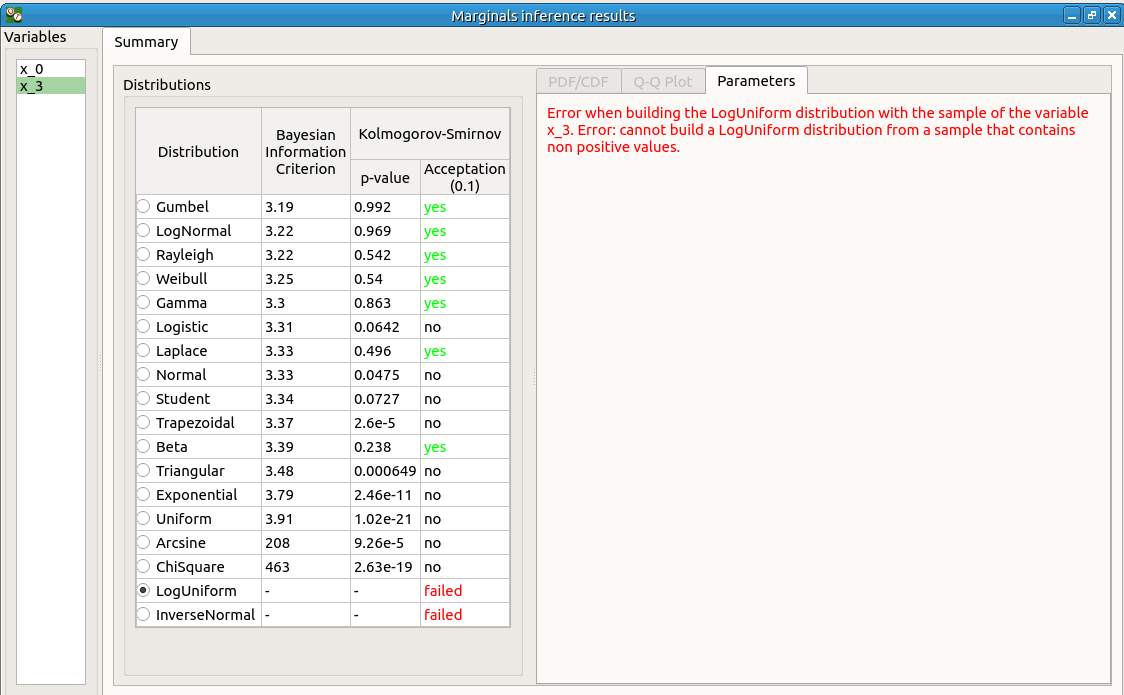 Marginals inference results
Variables
x_0
x_3
Summary
Distributions
Distribution
Bayesian
Information
Criterion
Kolmogorov-Smirnov
p-value
Acceptation
(0.1)
Gumbel 3.19 0.992 yes
LogNormal 3.22 0.969 yes
Rayleigh 3.22 0.542 yes
Weibull 3.25 0.54 yes
Gamma 3.3 0.863 yes
Logistic 3.31 0.0642 no
Laplace 3.33 0.496 yes
Normal 3.33 0.0475 no
Student 3.34 0.0727 no
Trapezoidal 3.37 2.6e-5 no
Beta 3.39 0.238 yes
Triangular 3.48 0.000649 no
Exponential 3.79 2.46e-11 no
Uniform 3.91 1.02e-21 no
Arcsine 208 9.26e-5 no
ChiSquare 463 2.63e-19 no
LogUniform - - failed
InverseNormal - - failed
PDF/CDF
Q-Q Plot
Parameters
Error when building the LogUniform distribution with the sample of the variable
x_3. Error: cannot build a LogUniform distribution from a sample that contains
non positive values.